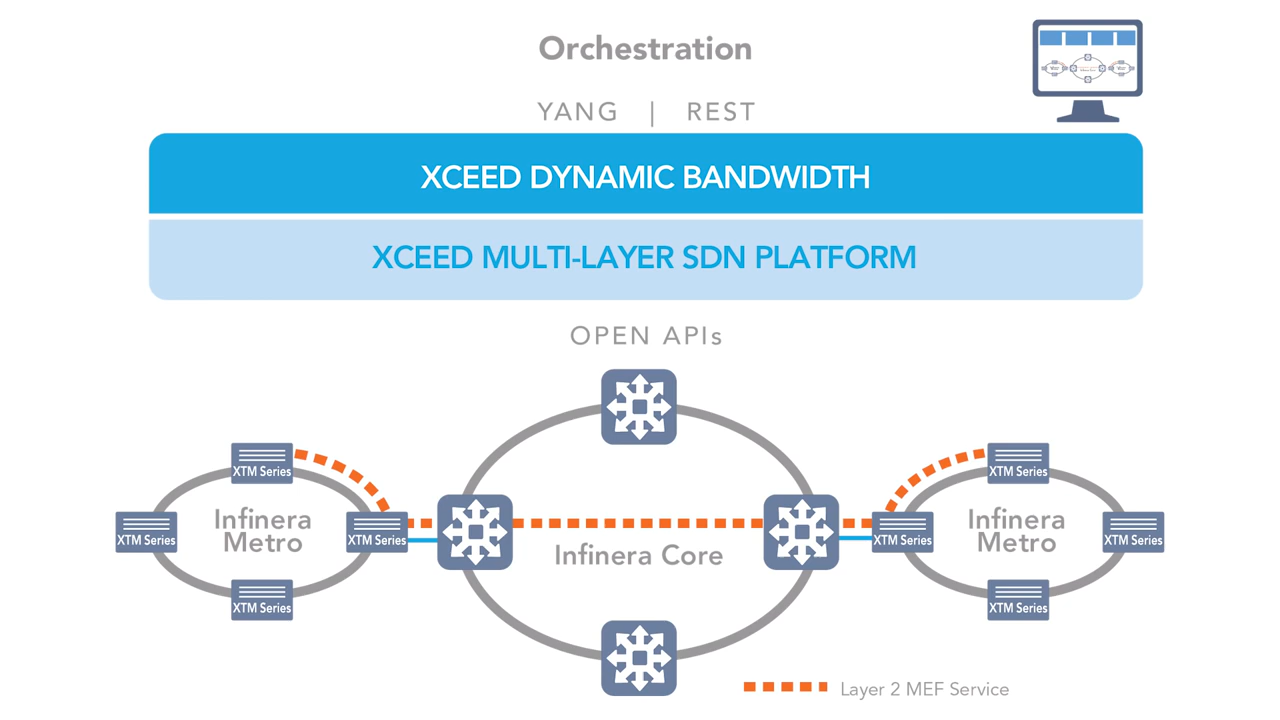 Orchestration
YANG | REST
XCEED DYNAMIC BANDWIDTH
XCEED MULTI-LAYER SDN PLATFORM
OPEN APIs
XTM Series
XTM Series
XTM Series
XTM Series
Infinera
Metro
Infinera Core
XTM Series
XTM Series
XTM Series
XTM Series
Infinera
Metro
Layer 2 MEF Service